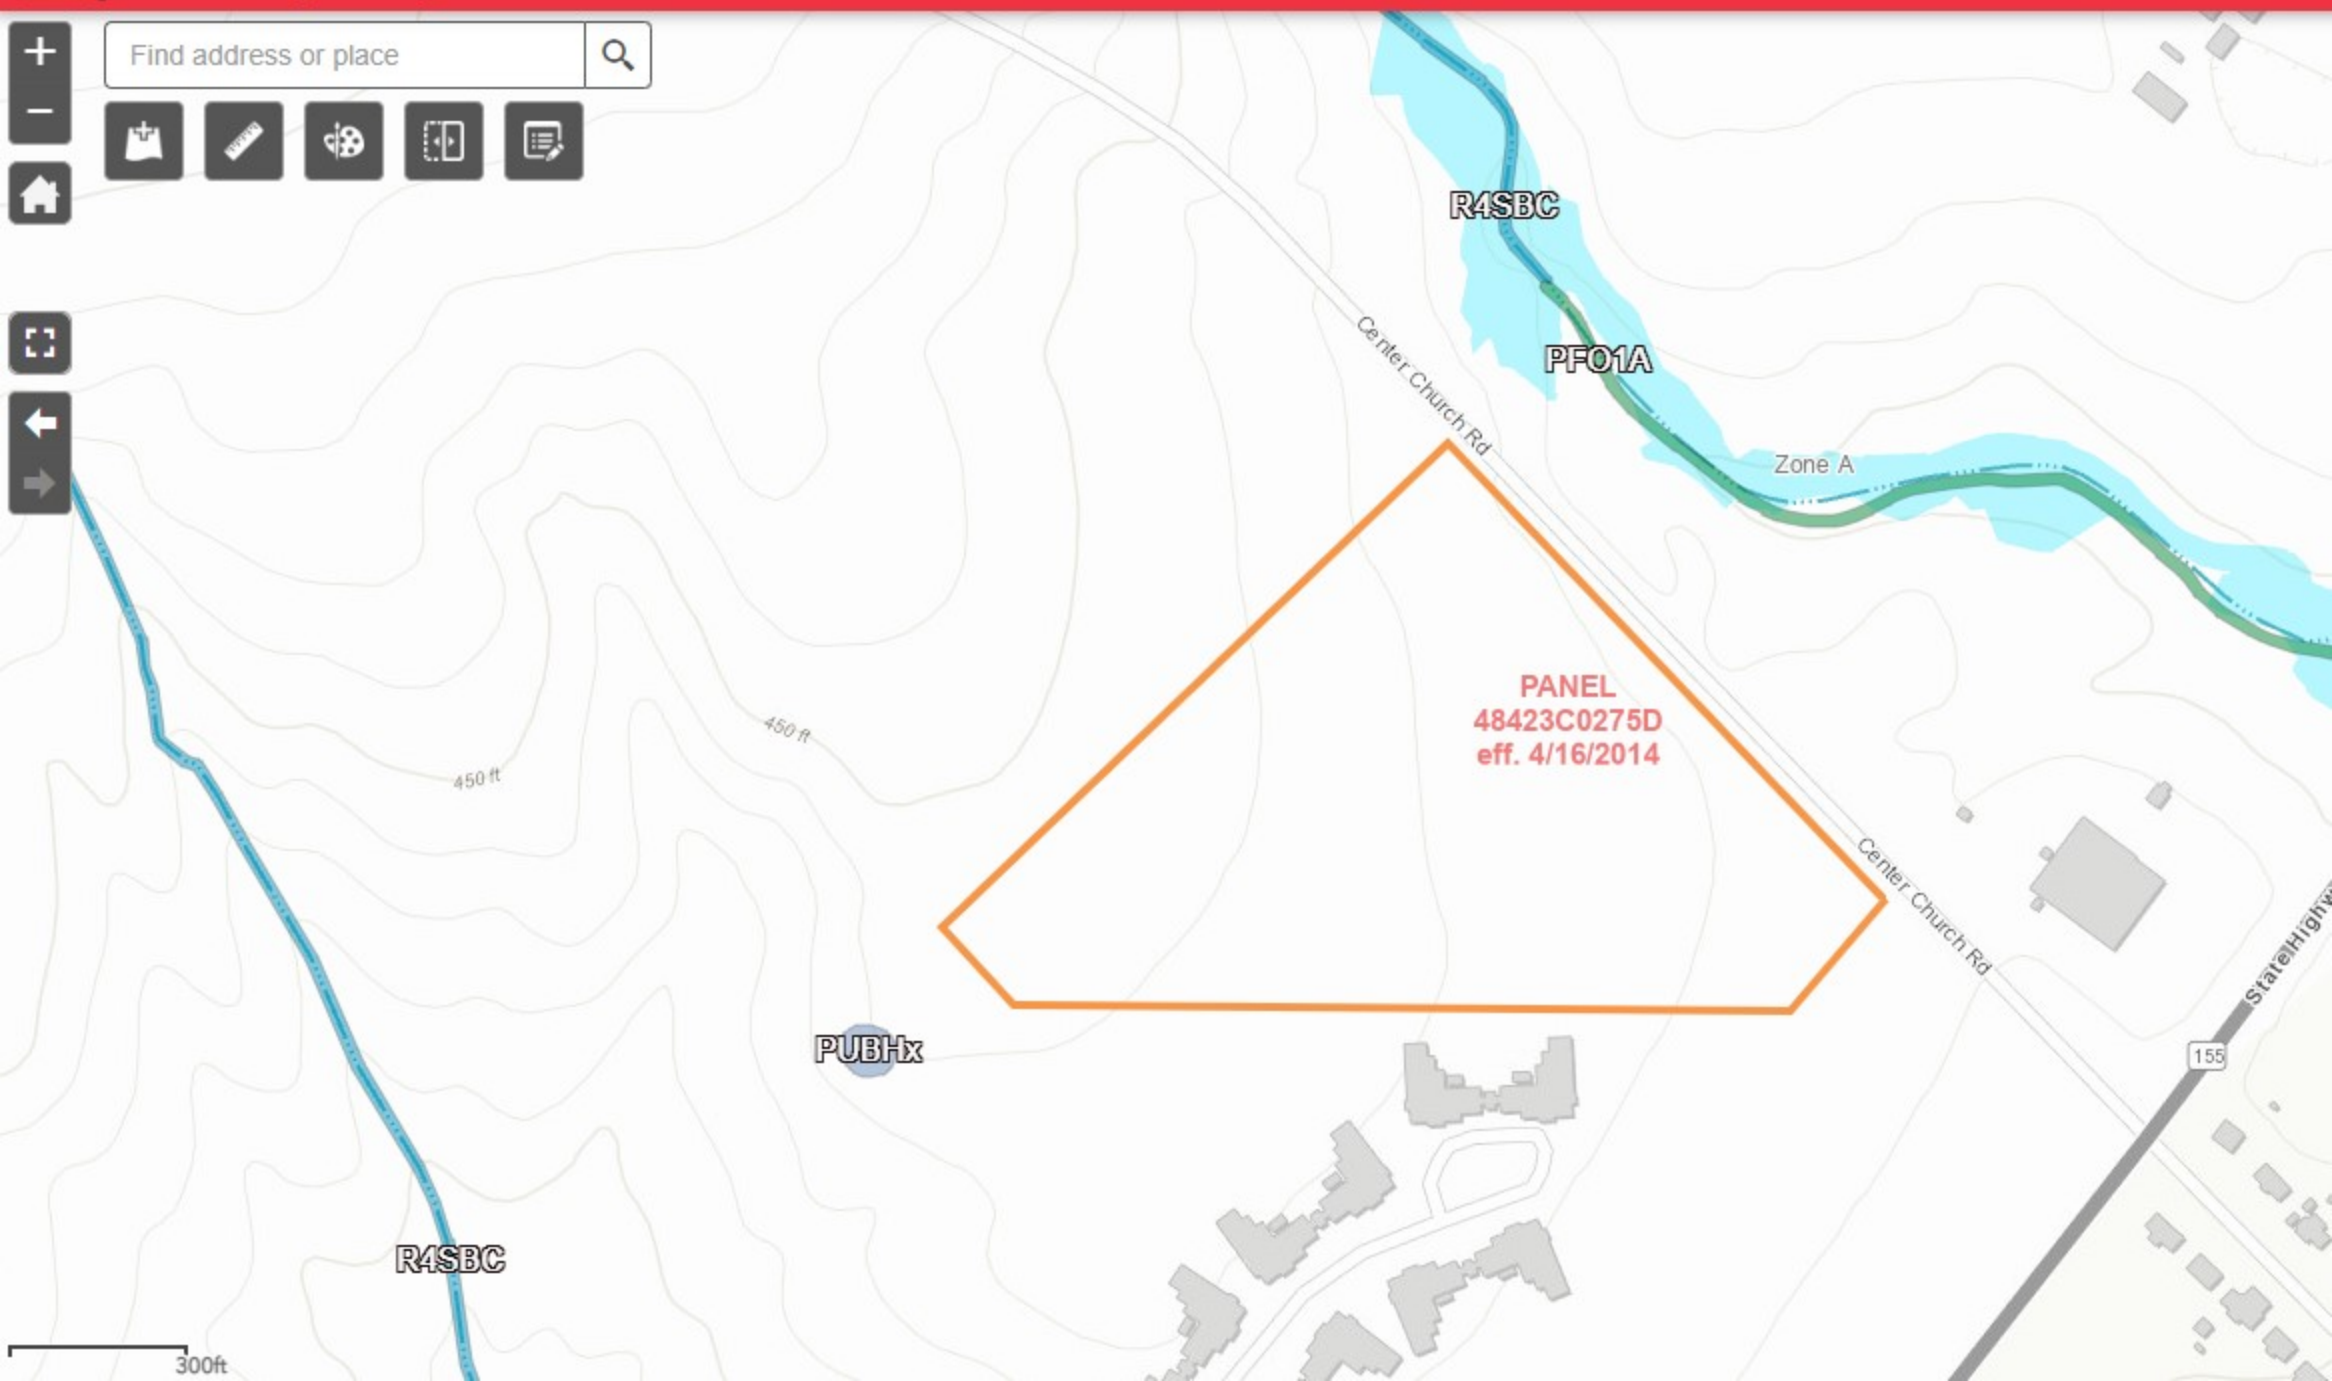 Find address or place
R4SBC
Center Church Rd
PFO1A
Zone A
PANEL
48423C0275D
eff. 4/16/2014
450 ft
450 ft
Center Church Rd
State Highw
155
PUBHx
R4SBC
300ft